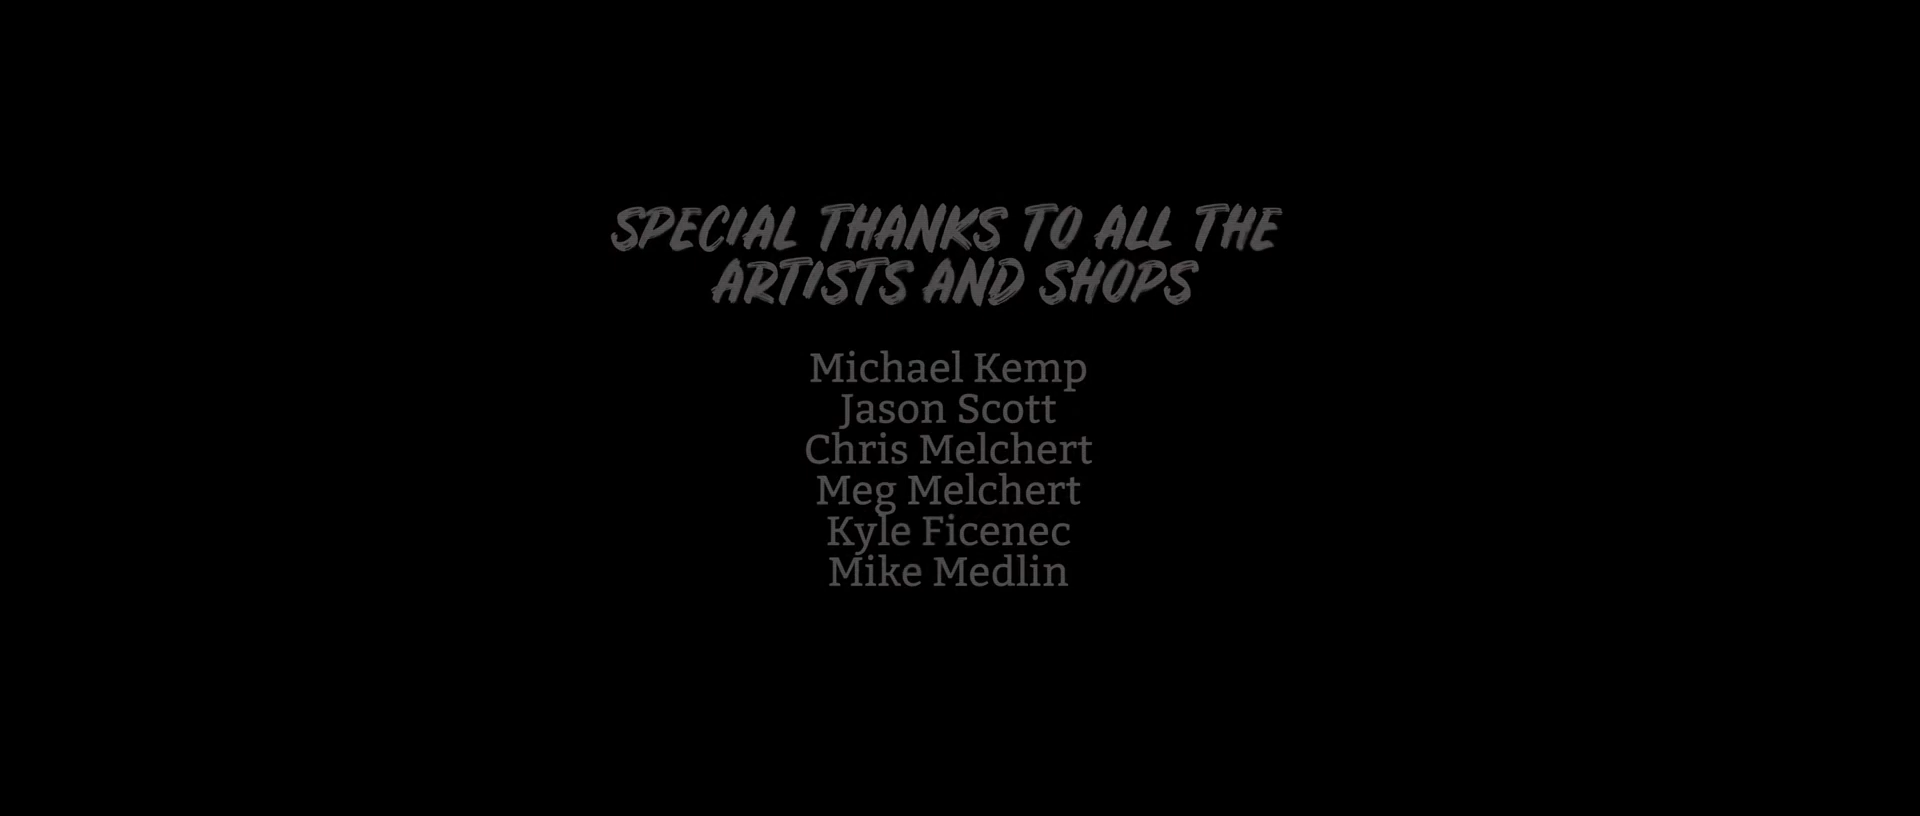 SPECIAL THANKS TO ALL THE
ARTISTS AND SHOPS
Michael Kemp
Jason Scott
Chris Melchert
Meg Melchert
Kyle Ficenec
Mike Medlin